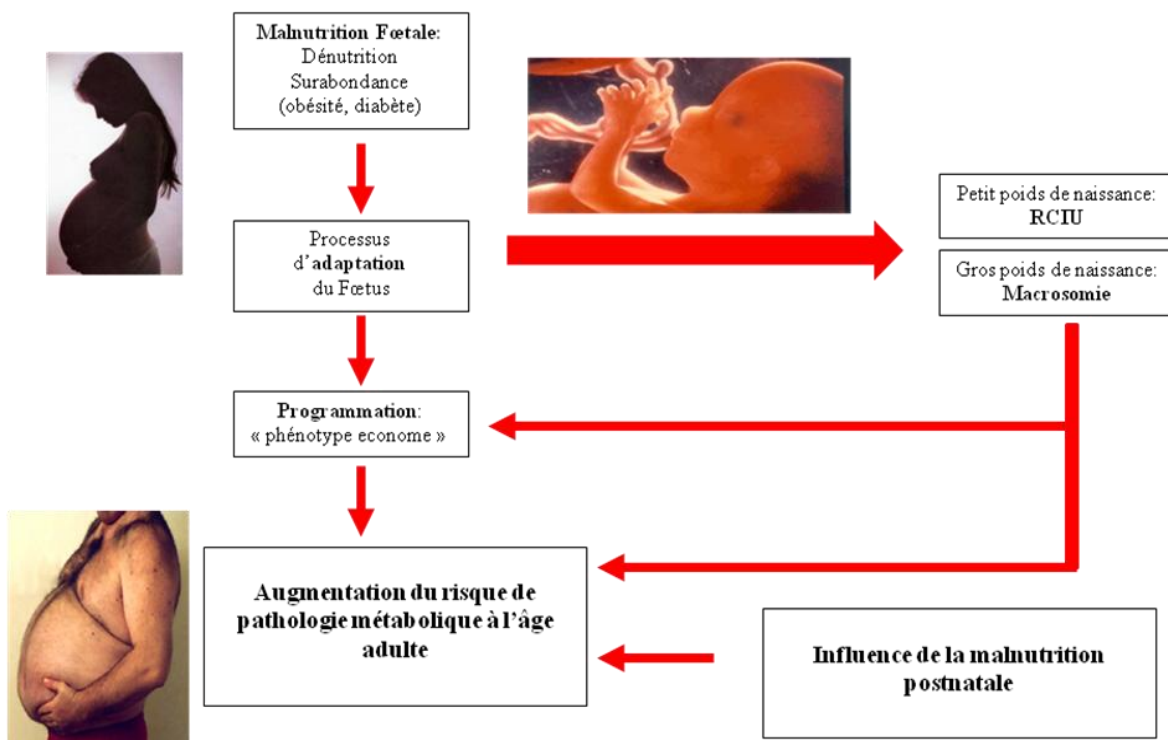 Malnutrition Fœtale:
Dénutrition
Surabondance
(obésité, diabète)
Processus
d’adaptation
du Fœtus
Petit poids de naissance:
RCIU
Gros poids de naissance:
Macrosomie
Programmation:
« phénotype econome »
Augmentation du risque de
pathologie métabolique à l’âge
adulte
Influence de la malnutrition
postnatale